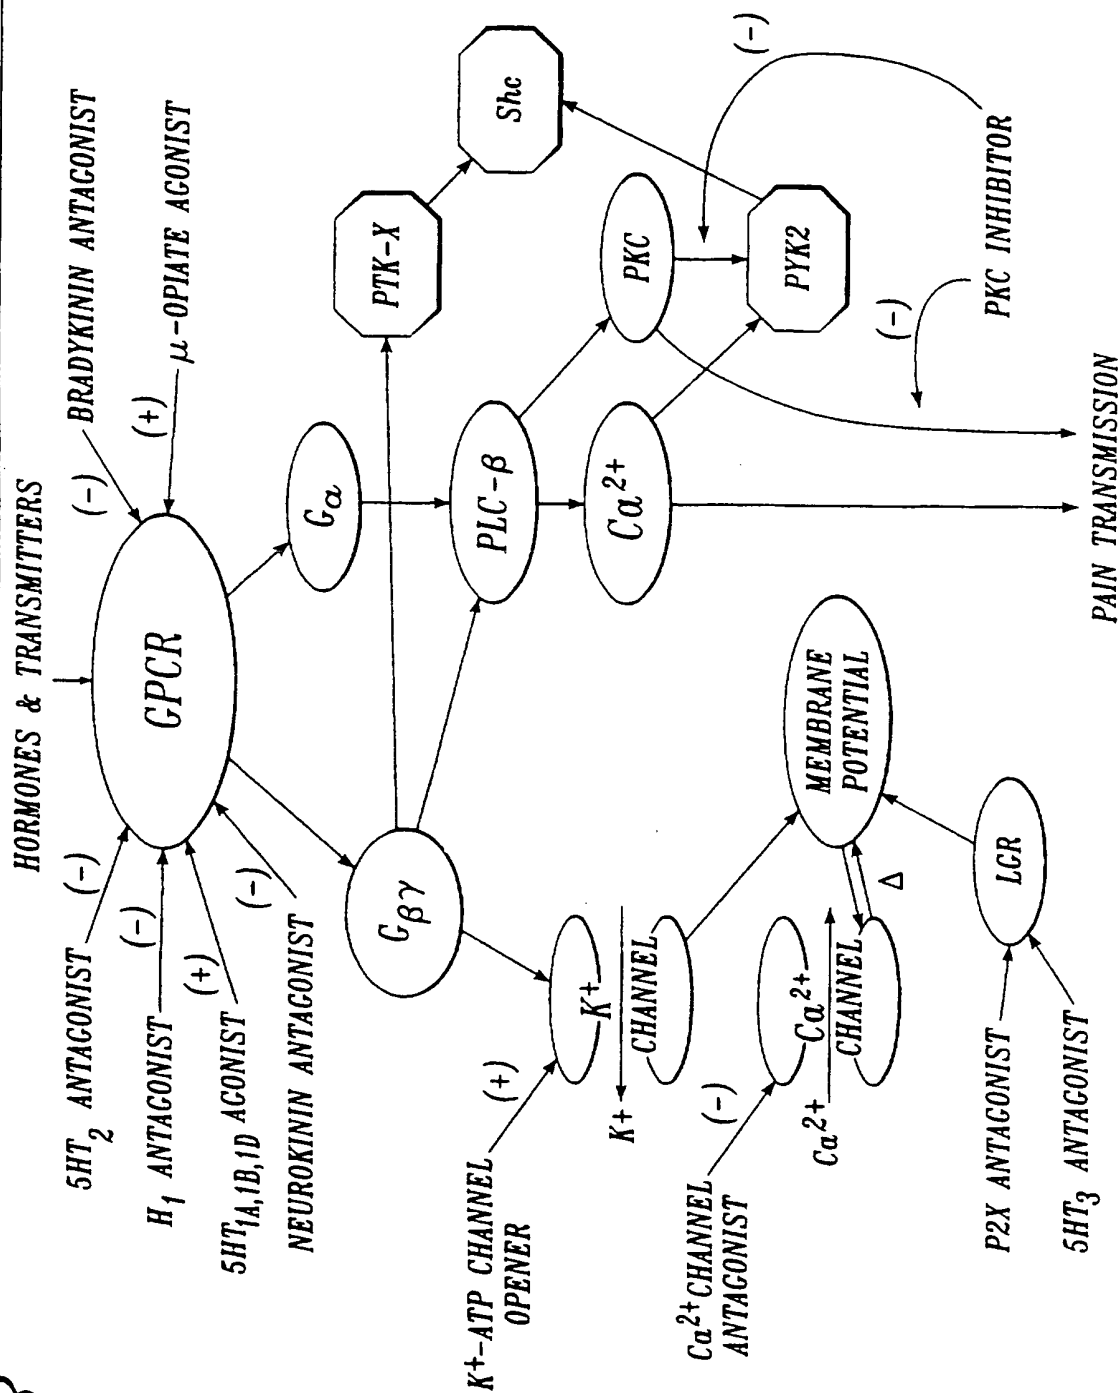 HORMONES & TRANSMITTERS
5HT2 ANTAGONIST
(-)
H1 ANTAGONIST
(-)
5HT1A,1B,1D AGONIST
(+)
NEUROKININ ANTAGONIST
(-)
GPCR
(-)
BRADYKININ ANTAGONIST
(+)
μ-OPIATE AGONIST
Gα
Gβγ
PTK-X
Shc
PLC-β
PKC
Ca2+
PYK2
(-)
(-)
PKC INHIBITOR
K+-ATP CHANNEL
OPENER
(+)
K+
CHANNEL
K+
Ca2+ CHANNEL
ANTAGONIST
(-)
Ca2+
CHANNEL
Ca2+
MEMBRANE
POTENTIAL
Δ
LGR
P2X ANTAGONIST
5HT3 ANTAGONIST
PAIN TRANSMISSION